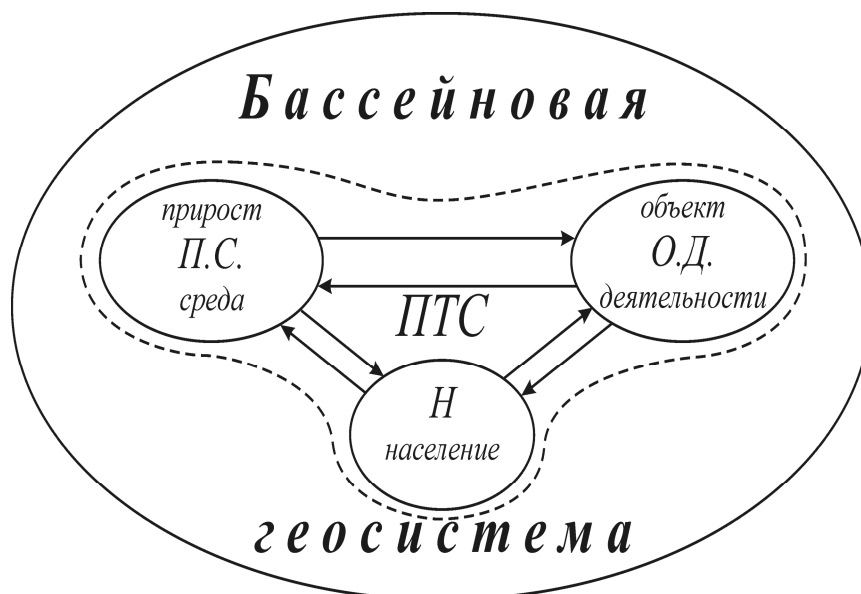 Бассейновая
прирост
П.С.
среда
объект
О.Д.
деятельности
ПТС
Н
население
геосистема